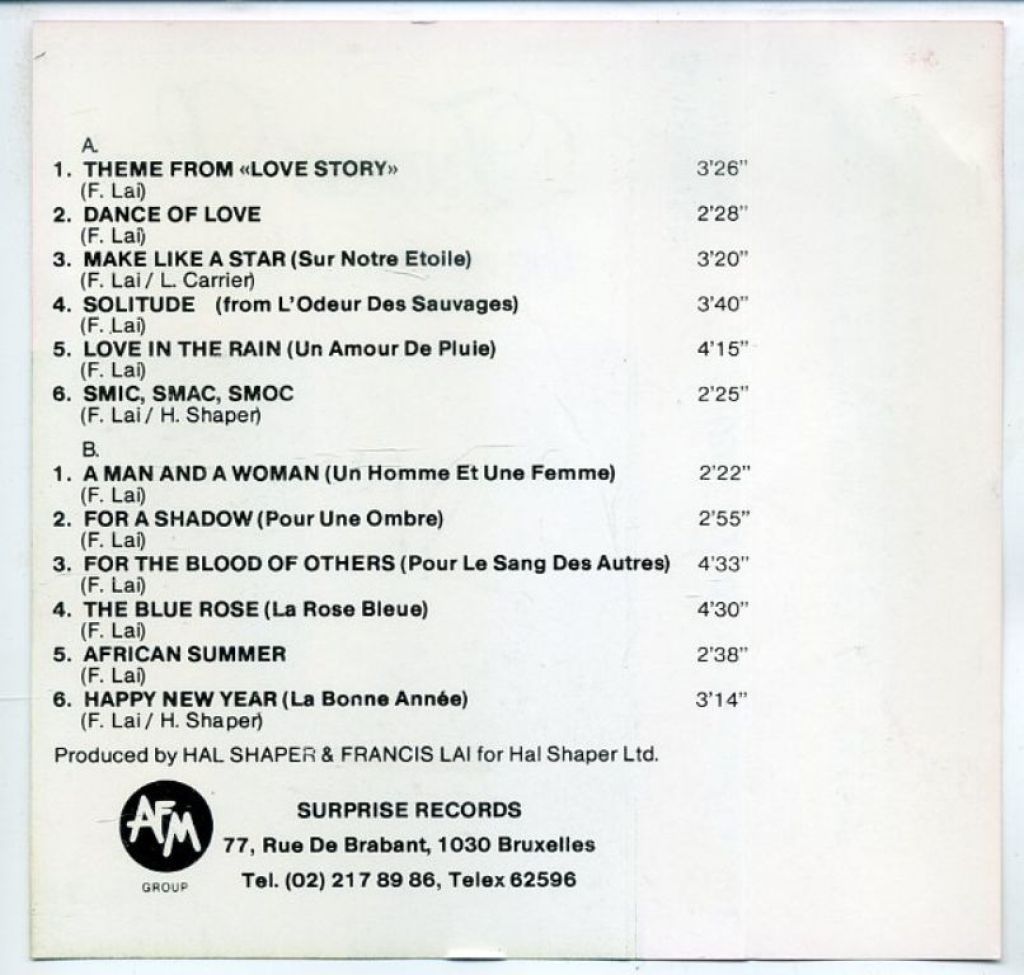 A.
1. THEME FROM «LOVE STORY» 3'26"
(F. Lai)
2. DANCE OF LOVE 2'28"
(F. Lai)
3. MAKE LIKE A STAR (Sur Notre Etoile) 3'20"
(F. Lai / L. Carrier)
4. SOLITUDE (from L'Odeur Des Sauvages) 3'40"
(F. Lai)
5. LOVE IN THE RAIN (Un Amour De Pluie) 4'15"
(F. Lai)
6. SMIC, SMAC, SMOC 2'25"
(F. Lai / H. Shaper)
B.
1. A MAN AND A WOMAN (Un Homme Et Une Femme) 2'22"
(F. Lai)
2. FOR A SHADOW (Pour Une Ombre) 2'55"
(F. Lai)
3. FOR THE BLOOD OF OTHERS (Pour Le Sang Des Autres) 4'33"
(F. Lai)
4. THE BLUE ROSE (La Rose Bleue) 4'30"
(F. Lai)
5. AFRICAN SUMMER 2'38"
(F. Lai)
6. HAPPY NEW YEAR (La Bonne Année) 3'14"
(F. Lai / H. Shaper)
Produced by HAL SHAPER & FRANCIS LAI for Hal Shaper Ltd.
AFM
GROUP
SURPRISE RECORDS
77, Rue De Brabant, 1030 Bruxelles
Tel. (02) 217 89 86, Telex 62596